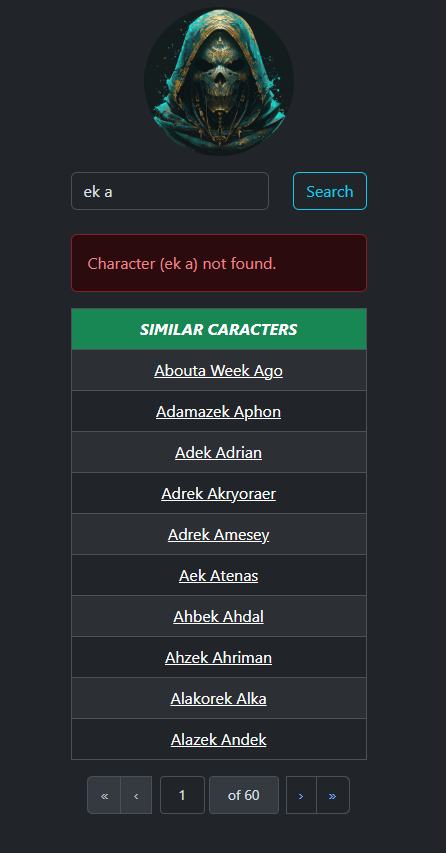 ek a
Search
Character (ek a) not found.
SIMILAR CARACTERS
Abouta Week Ago
Adamazek Aphon
Adek Adrian
Adrek Akryoraer
Adrek Amesey
Aek Atenas
Ahbek Ahdal
Ahzek Ahriman
Alakorek Alka
Alazek Andek
« ‹ 1 of 60 › »